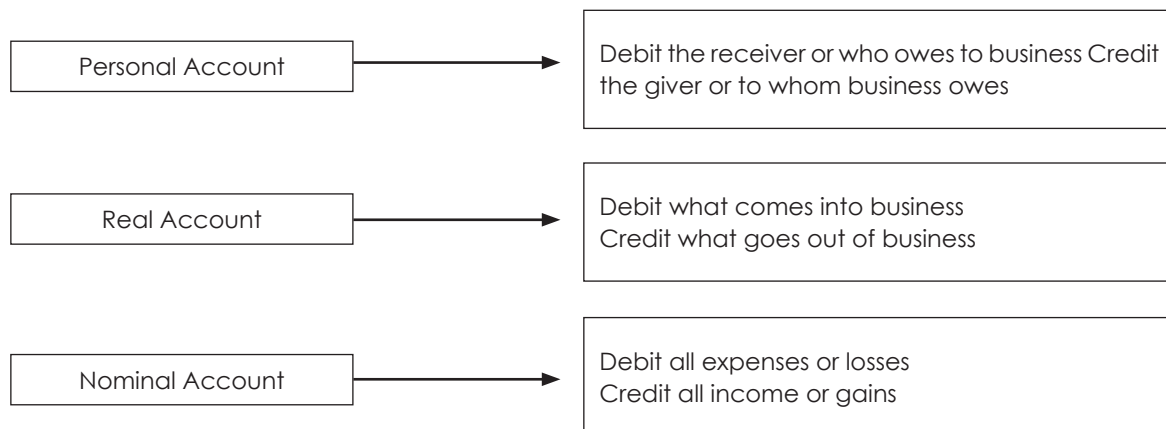 Personal Account
Debit the receiver or who owes to business Credit
the giver or to whom business owes
Real Account
Debit what comes into business
Credit what goes out of business
Nominal Account
Debit all expenses or losses
Credit all income or gains